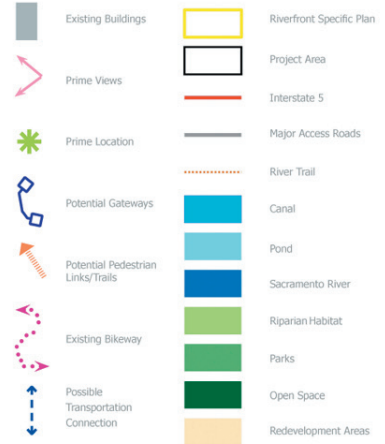 Existing Buildings
Prime Views
Prime Location
Potential Gateways
Potential Pedestrian
Links/Trails
Existing Bikeway
Possible
Transportation
Connection
Riverfront Specific Plan
Project Area
Interstate 5
Major Access Roads
River Trail
Canal
Pond
Sacramento River
Riparian Habitat
Parks
Open Space
Redevelopment Areas